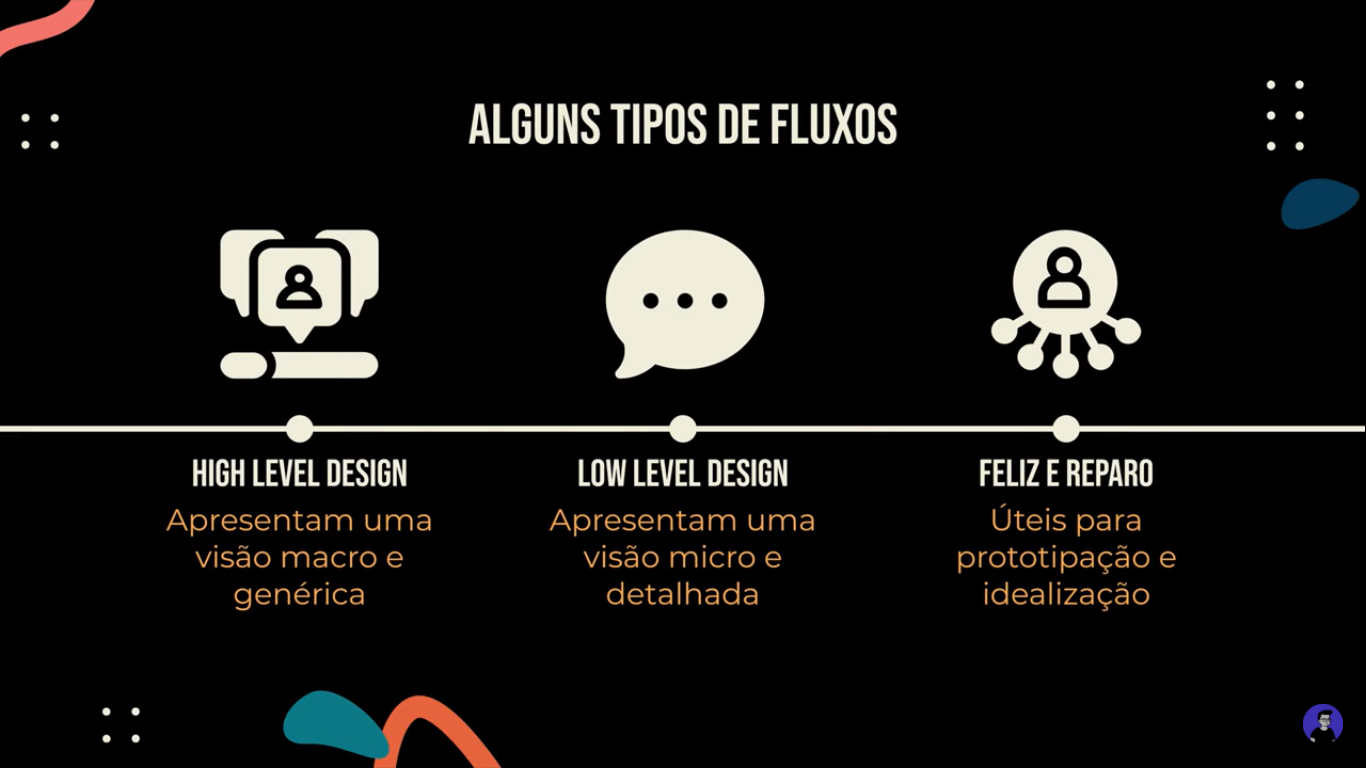 ALGUNS TIPOS DE FLUXOS
HIGH LEVEL DESIGN
Apresentam uma
visão macro e
genérica
LOW LEVEL DESIGN
Apresentam uma
visão micro e
detalhada
FELIZ E REPARO
Úteis para
prototipação e
idealização